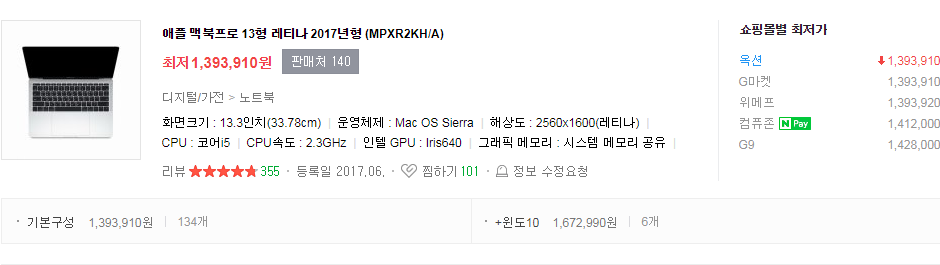 애플 맥북프로 13형 레티나 2017년형 (MPXR2KH/A)
최저1,393,910원 판매처 140
디지털/가전 > 노트북
화면크기 : 13.3인치(33.78cm) | 운영체제 : Mac OS Sierra | 해상도 : 2560x1600(레티나) |
CPU : 코어i5 | CPU속도 : 2.3GHz | 인텔 GPU : Iris640 | 그래픽 메모리 : 시스템 메모리 공유 |
리뷰 ★★★★★ 355 · 등록일 2017.06. · 찜하기 101 · 정보 수정요청
쇼핑몰별 최저가
옥션 1,393,910
G마켓 1,393,910
위메프 1,393,920
컴퓨존 N Pay 1,412,000
G9 1,428,000
· 기본구성 1,393,910원 | 134개
· +윈도10 1,672,990원 | 6개